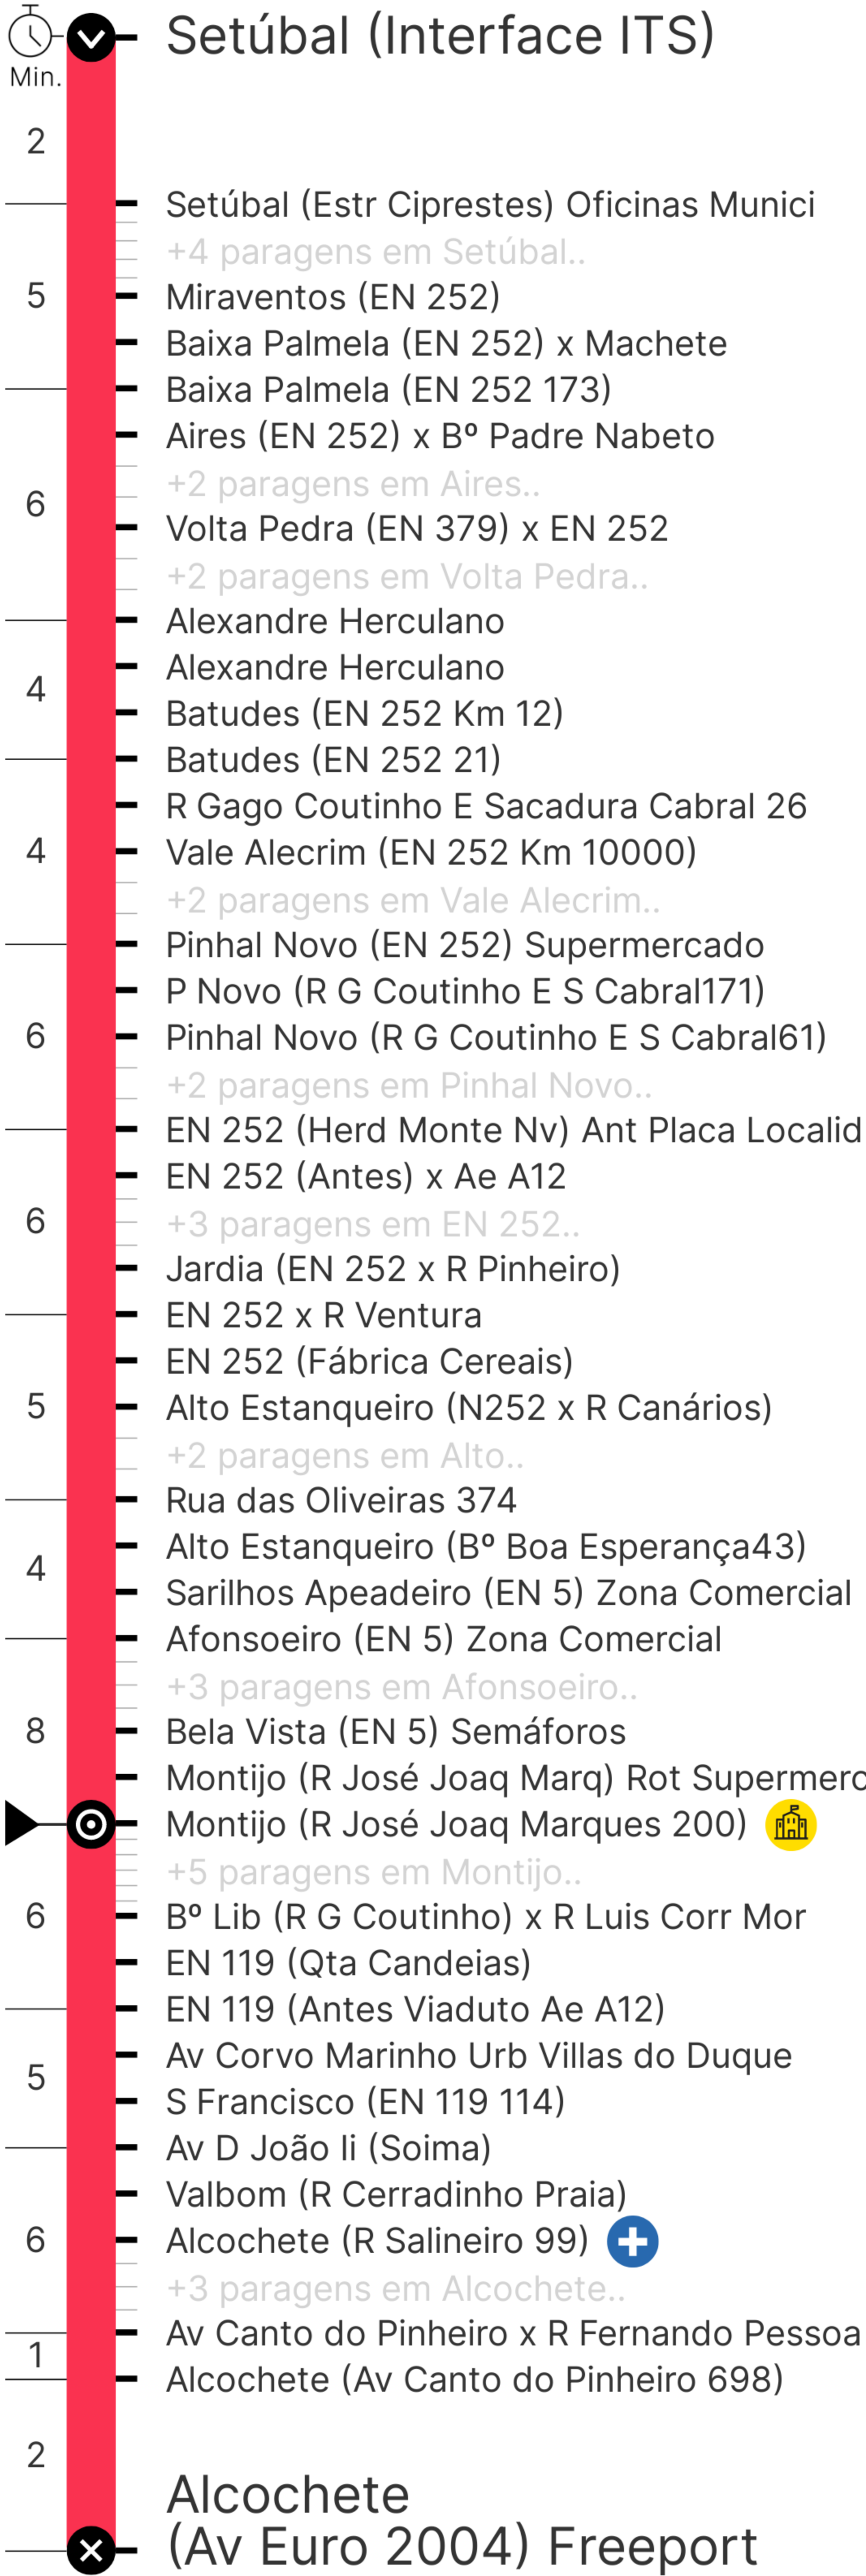 Setúbal (Interface ITS)
Min.
2
Setúbal (Estr Ciprestes) Oficinas Munici
+4 paragens em Setúbal..
5
Miraventos (EN 252)
Baixa Palmela (EN 252) x Machete
Baixa Palmela (EN 252 173)
Aires (EN 252) x Bº Padre Nabeto
+2 paragens em Aires..
6
Volta Pedra (EN 379) x EN 252
+2 paragens em Volta Pedra..
Alexandre Herculano
Alexandre Herculano
4
Batudes (EN 252 Km 12)
Batudes (EN 252 21)
R Gago Coutinho E Sacadura Cabral 26
4
Vale Alecrim (EN 252 Km 10000)
+2 paragens em Vale Alecrim..
Pinhal Novo (EN 252) Supermercado
P Novo (R G Coutinho E S Cabral171)
6
Pinhal Novo (R G Coutinho E S Cabral61)
+2 paragens em Pinhal Novo..
EN 252 (Herd Monte Nv) Ant Placa Localid
EN 252 (Antes) x Ae A12
6
+3 paragens em EN 252..
Jardia (EN 252 x R Pinheiro)
EN 252 x R Ventura
EN 252 (Fábrica Cereais)
5
Alto Estanqueiro (N252 x R Canários)
+2 paragens em Alto..
Rua das Oliveiras 374
Alto Estanqueiro (Bº Boa Esperança43)
4
Sarilhos Apeadeiro (EN 5) Zona Comercial
Afonsoeiro (EN 5) Zona Comercial
+3 paragens em Afonsoeiro..
8
Bela Vista (EN 5) Semáforos
Montijo (R José Joaq Marq) Rot Supermerc
Montijo (R José Joaq Marques 200)
+5 paragens em Montijo..
6
Bº Lib (R G Coutinho) x R Luis Corr Mor
EN 119 (Qta Candeias)
EN 119 (Antes Viaduto Ae A12)
Av Corvo Marinho Urb Villas do Duque
5
S Francisco (EN 119 114)
Av D João Ii (Soima)
Valbom (R Cerradinho Praia)
6
Alcochete (R Salineiro 99)
+3 paragens em Alcochete..
Av Canto do Pinheiro x R Fernando Pessoa
1
Alcochete (Av Canto do Pinheiro 698)
2
Alcochete
(Av Euro 2004) Freeport